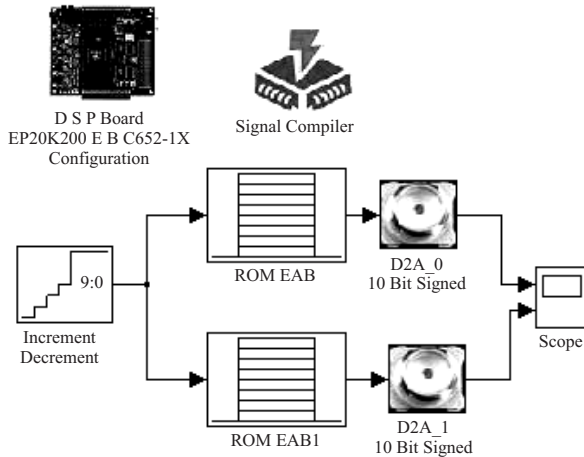 D S P Board
EP20K200 E B C652-1X
Configuration
Signal Compiler
9:0
Increment
Decrement
ROM EAB
D2A_0
10 Bit Signed
Scope
ROM EAB1
D2A_1
10 Bit Signed